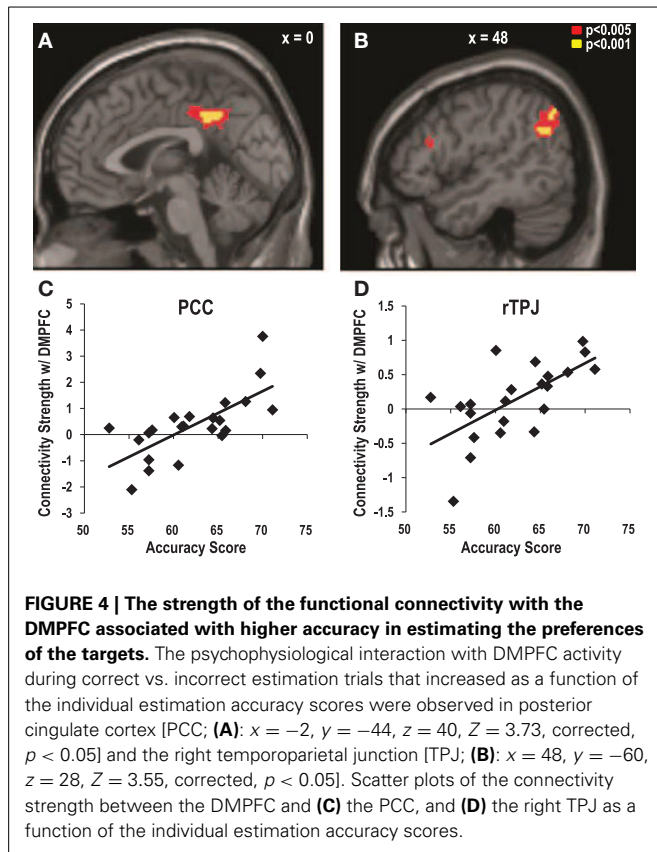 A
x = 0
B
x = 48
p<0.005
p<0.001
C
PCC
Connectivity Strength w/ DMPFC
5
4
3
2
1
0
-1
-2
-3
50
55
60
65
70
75
Accuracy Score
D
rTPJ
Connectivity Strength w/ DMPFC
1.5
1
0.5
0
-0.5
-1
-1.5
50
55
60
65
70
75
Accuracy Score
FIGURE 4 | The strength of the functional connectivity with the
DMPFC associated with higher accuracy in estimating the preferences
of the targets. The psychophysiological interaction with DMPFC activity
during correct vs. incorrect estimation trials that increased as a function of
the individual estimation accuracy scores were observed in posterior
cingulate cortex [PCC; (A): x = −2, y = −44, z = 40, Z = 3.73, corrected,
p < 0.05] and the right temporoparietal junction [TPJ; (B): x = 48, y = −60,
z = 28, Z = 3.55, corrected, p < 0.05]. Scatter plots of the connectivity
strength between the DMPFC and (C) the PCC, and (D) the right TPJ as a
function of the individual estimation accuracy scores.